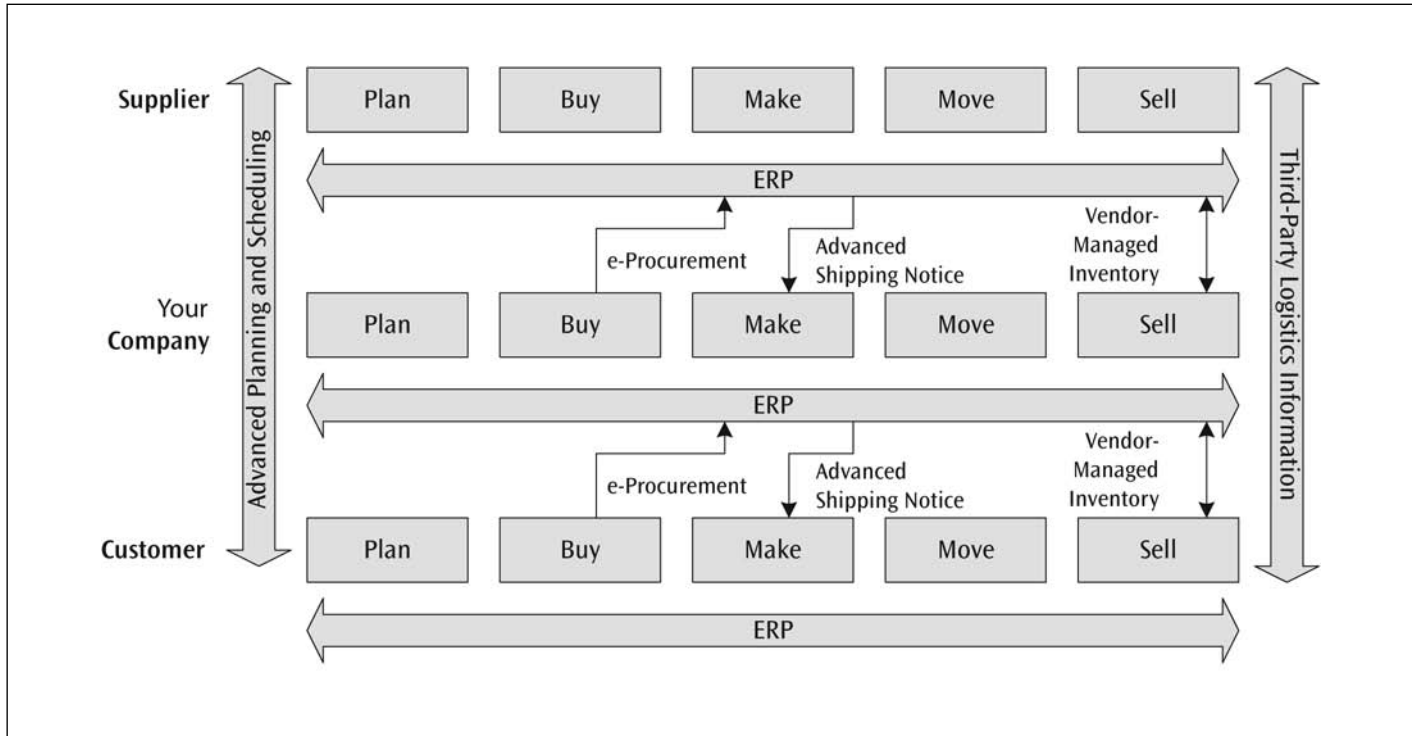 Supplier
Plan
Buy
Make
Move
Sell
Advanced Planning and Scheduling
Third-Party Logistics Information
ERP
e-Procurement
Advanced
Shipping Notice
Vendor-
Managed
Inventory
Your
Company
Plan
Buy
Make
Move
Sell
ERP
e-Procurement
Advanced
Shipping Notice
Vendor-
Managed
Inventory
Customer
Plan
Buy
Make
Move
Sell
ERP